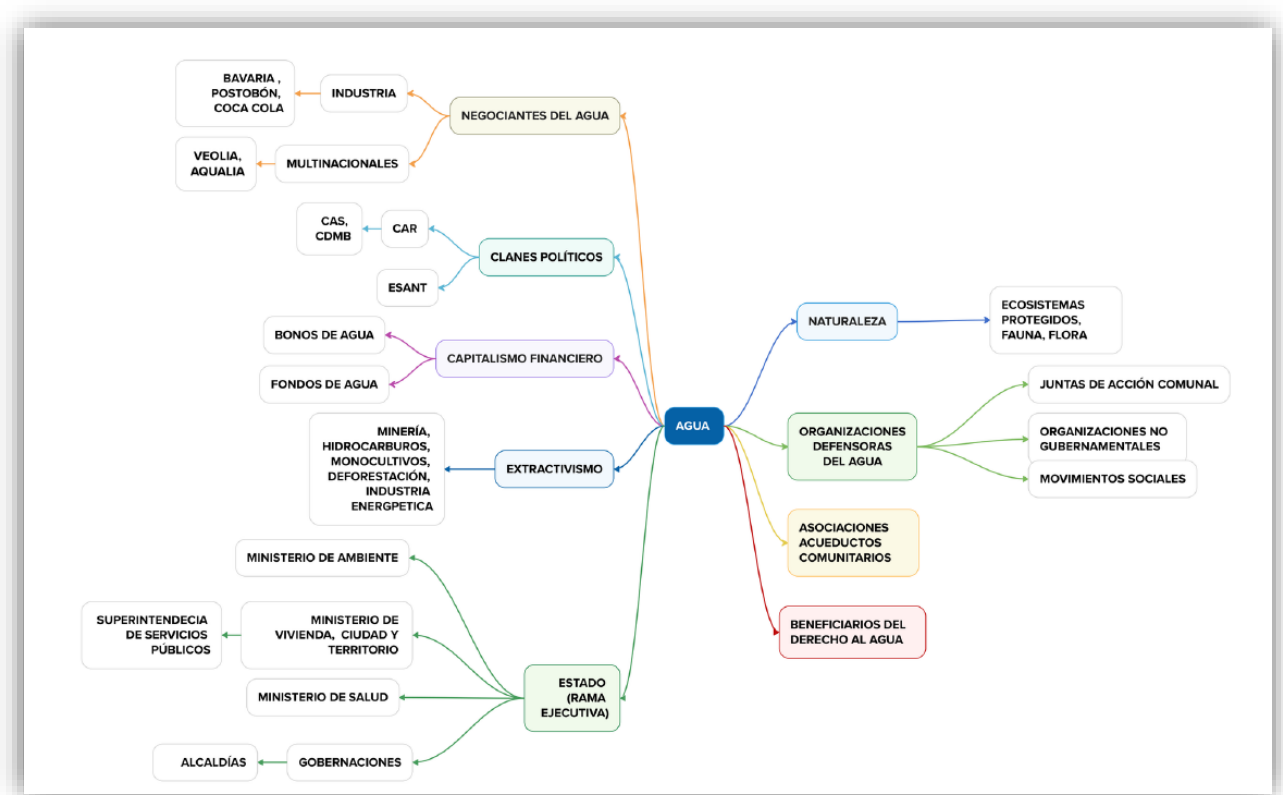 BAVARIA ,
POSTOBÓN,
COCA COLA
INDUSTRIA
NEGOCIANTES DEL AGUA
VEOLIA,
AQUALIA
MULTINACIONALES
CAS,
CDMB
CAR
CLANES POLÍTICOS
ESANT
BONOS DE AGUA
CAPITALISMO FINANCIERO
FONDOS DE AGUA
MINERÍA,
HIDROCARBUROS,
MONOCULTIVOS,
DEFORESTACIÓN,
INDUSTRIA
ENERGPETICA
EXTRACTIVISMO
MINISTERIO DE AMBIENTE
SUPERINTENDECIA
DE SERVICIOS
PÚBLICOS
MINISTERIO DE
VIVIENDA, CIUDAD Y
TERRITORIO
MINISTERIO DE SALUD
ESTADO
(RAMA
EJECUTIVA)
ALCALDÍAS
GOBERNACIONES
AGUA
NATURALEZA
ECOSISTEMAS
PROTEGIDOS,
FAUNA, FLORA
ORGANIZACIONES
DEFENSORAS
DEL AGUA
JUNTAS DE ACCIÓN COMUNAL
ORGANIZACIONES NO
GUBERNAMENTALES
MOVIMIENTOS SOCIALES
ASOCIACIONES
ACUEDUCTOS
COMUNITARIOS
BENEFICIARIOS DEL
DERECHO AL AGUA